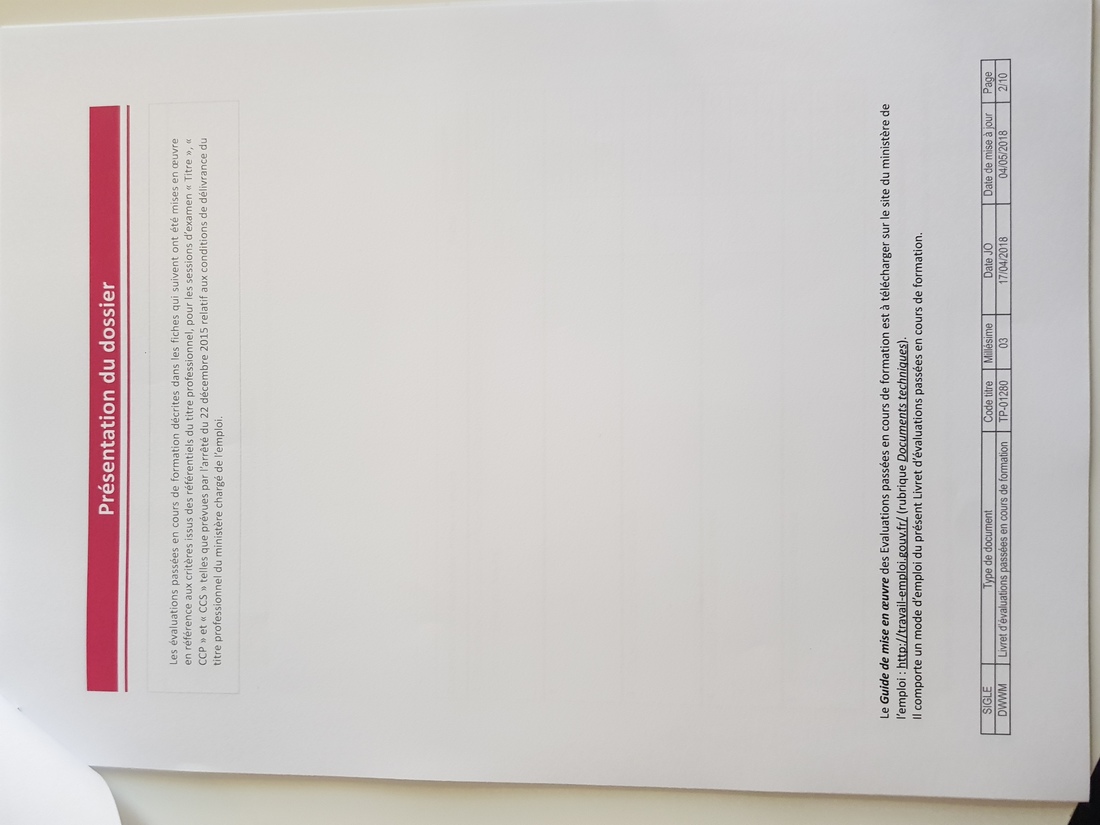 Présentation du dossier
Les évaluations passées en cours de formation décrites dans les fiches qui suivent ont été mises en œuvre
en référence aux critères issus des référentiels du titre professionnel, pour les sessions d'examen « Titre », «
CCP » et « CCS » telles que prévues par l'arrêté du 22 décembre 2015 relatif aux conditions de délivrance du
titre professionnel du ministère chargé de l'emploi.
Le Guide de mise en œuvre des Evaluations passées en cours de formation est à télécharger sur le site du ministère de
l'emploi : http://travail-emploi.gouv.fr/ (rubrique Documents techniques).
Il comporte un mode d'emploi du présent Livret d'évaluations passées en cours de formation.
SIGLE Type de document Code titre Millésime Date JO Date de mise à jour Page
DWWM Livret d'évaluations passées en cours de formation TP-01280 03 17/04/2018 04/05/2018 2/10